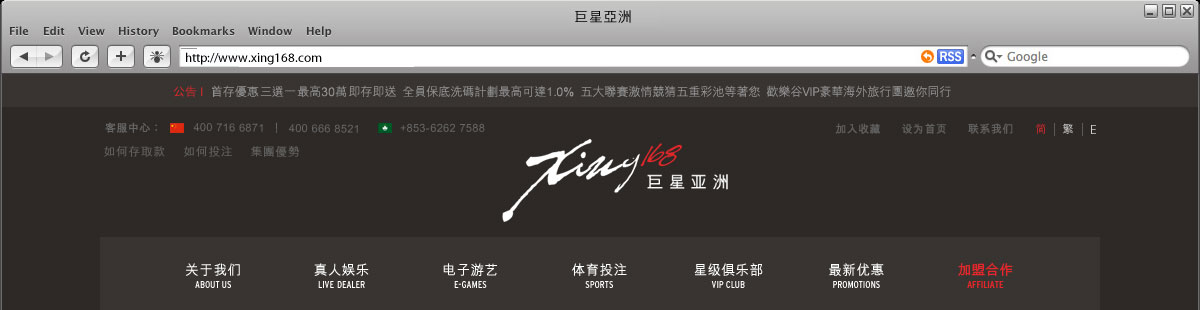 巨星亞洲
File Edit View History Bookmarks Window Help
http://www.xing168.com RSS Google
公告! 首存優惠三選一最高30萬即存即送 全員保底洗碼計劃最高可達1.0% 五大聯賽激情競猜五重彩池等著您 歡樂谷VIP豪華海外旅行團邀你同行
客服中心： 400 716 6871 | 400 666 8521 +853-6262 7588 加入收藏 设为首页 联系我们 简 | 繁 | E
如何存取款 如何投注 集團優勢
Xing168
巨星亚洲
关于我们 真人娱乐 电子游艺 体育投注 星级俱乐部 最新优惠 加盟合作
ABOUT US LIVE DEALER E-GAMES SPORTS VIP CLUB PROMOTIONS AFFILIATE